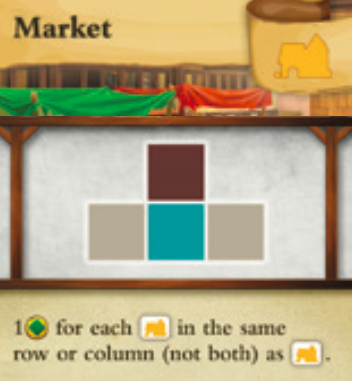 Market
1 for each in the same
row or column (not both) as .